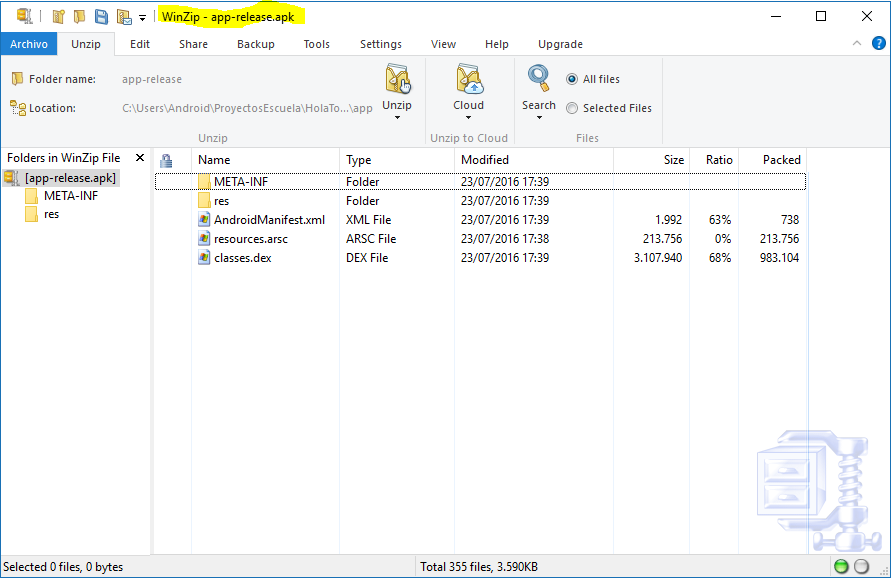 WinZip - app-release.apk
Archivo Unzip Edit Share Backup Tools Settings View Help Upgrade
Folder name: app-release
Location: C:\Users\Android\ProyectosEscuela\HolaTo...\app
Unzip
Cloud
Search
All files
Selected Files
Unzip Unzip to Cloud Files
Folders in WinZip File
[app-release.apk]
META-INF
res
Name Type Modified Size Ratio Packed
META-INF Folder 23/07/2016 17:39
res Folder 23/07/2016 17:39
AndroidManifest.xml XML File 23/07/2016 17:39 1.992 63% 738
resources.arsc ARSC File 23/07/2016 17:38 213.756 0% 213.756
classes.dex DEX File 23/07/2016 17:39 3.107.940 68% 983.104
Selected 0 files, 0 bytes Total 355 files, 3.590KB